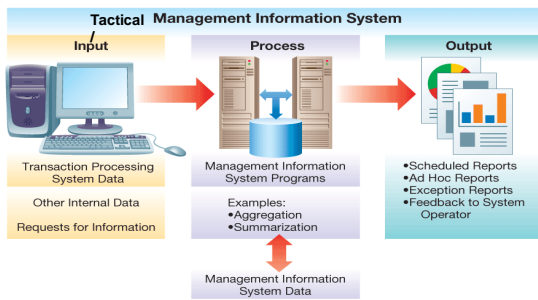 Tactical Management Information System
/
Input
Process
Output
Transaction Processing
System Data
Other Internal Data
Requests for Information
Management Information
System Programs
Examples:
•Aggregation
•Summarization
Management Information
System Data
•Scheduled Reports
•Ad Hoc Reports
•Exception Reports
•Feedback to System
Operator